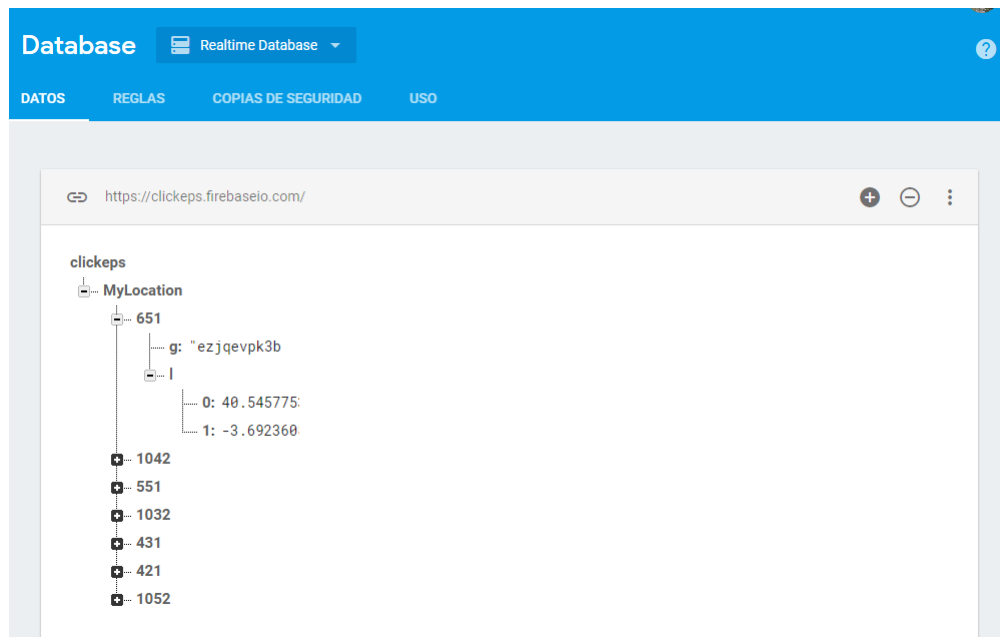 Database Realtime Database
?
DATOS REGLAS COPIAS DE SEGURIDAD USO
https://clickeps.firebaseio.com/
clickeps
MyLocation
651
g: "ezjqevpk3b
l
0: 40.545775
1: -3.692360
1042
551
1032
431
421
1052